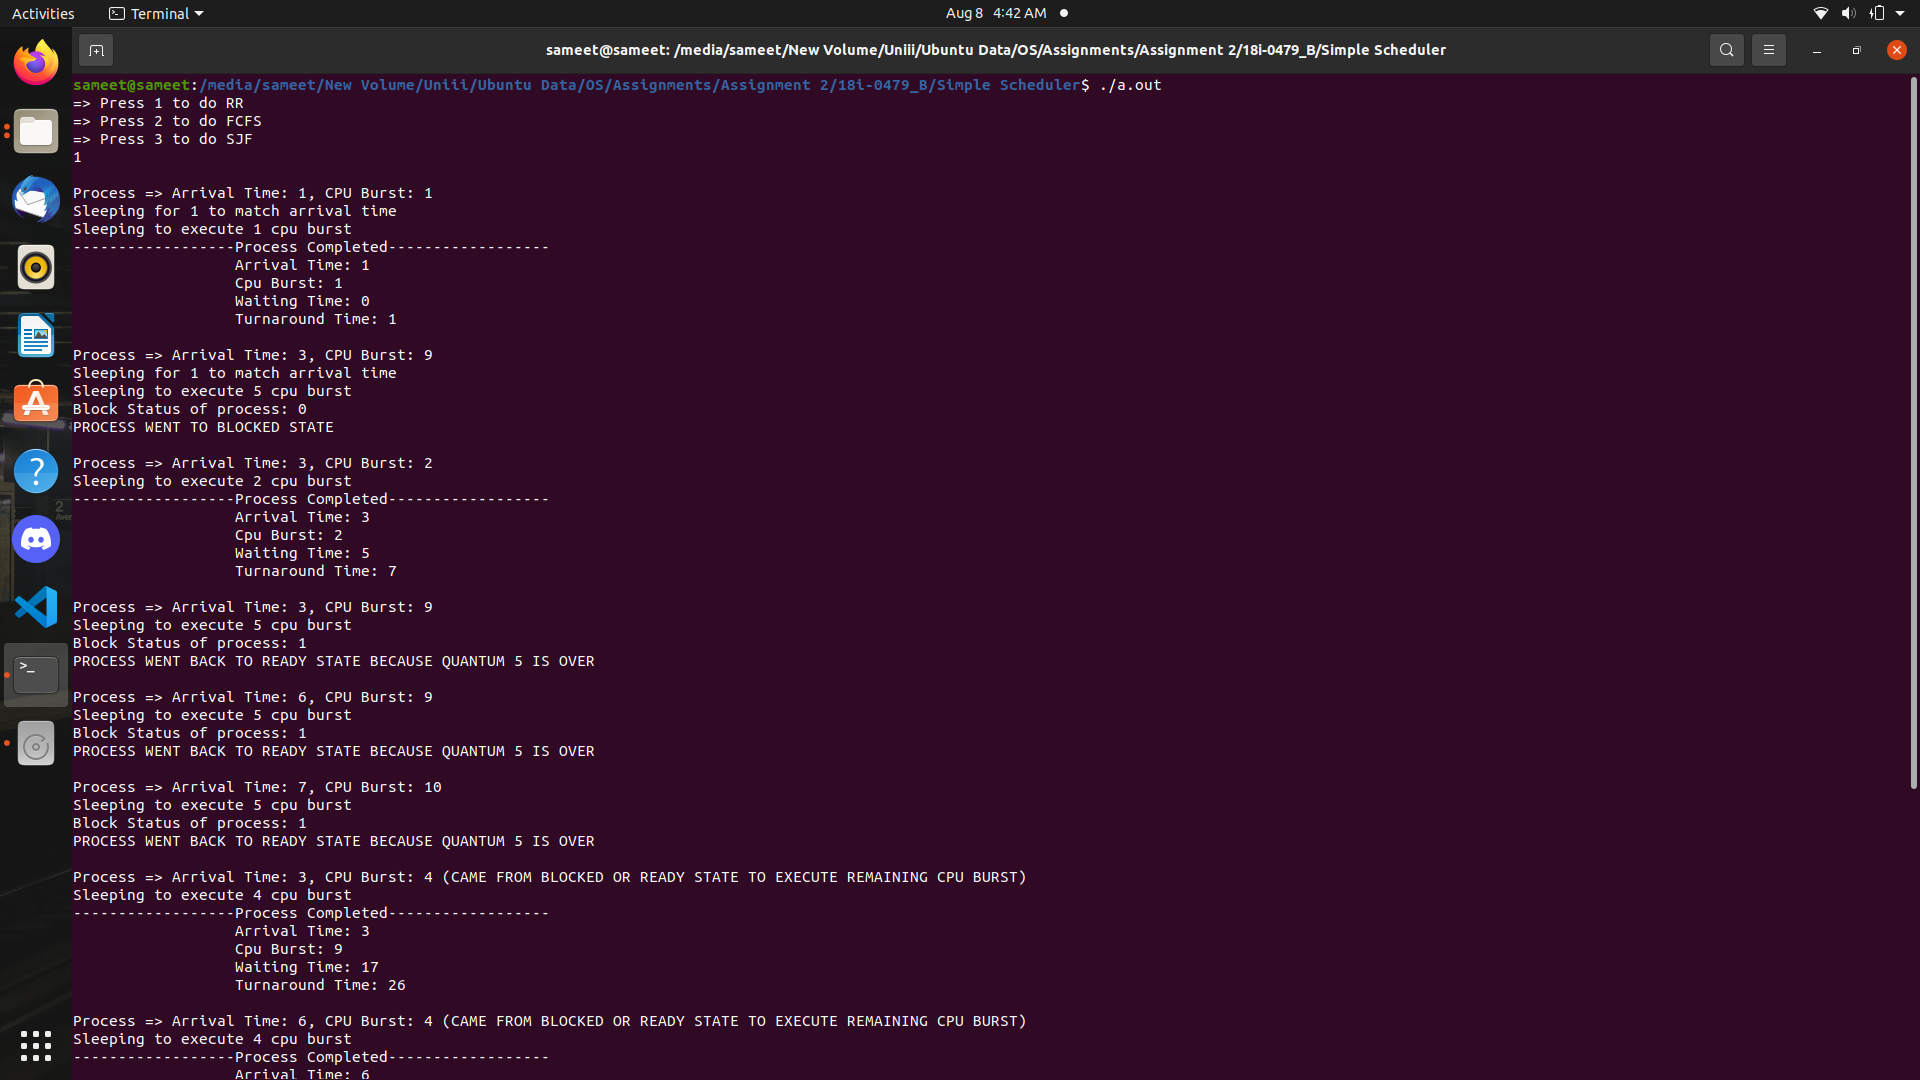 Activities
Terminal
Aug 8 4:42 AM
sameet@sameet: /media/sameet/New Volume/Uniii/Ubuntu Data/OS/Assignments/Assignment 2/18i-0479_B/Simple Scheduler
sameet@sameet:/media/sameet/New Volume/Uniii/Ubuntu Data/OS/Assignments/Assignment 2/18i-0479_B/Simple Scheduler$ ./a.out
=> Press 1 to do RR
=> Press 2 to do FCFS
=> Press 3 to do SJF
1
Process => Arrival Time: 1, CPU Burst: 1
Sleeping for 1 to match arrival time
Sleeping to execute 1 cpu burst
------------------Process Completed------------------
Arrival Time: 1
Cpu Burst: 1
Waiting Time: 0
Turnaround Time: 1
Process => Arrival Time: 3, CPU Burst: 9
Sleeping for 1 to match arrival time
Sleeping to execute 5 cpu burst
Block Status of process: 0
PROCESS WENT TO BLOCKED STATE
Process => Arrival Time: 3, CPU Burst: 2
Sleeping to execute 2 cpu burst
------------------Process Completed------------------
Arrival Time: 3
Cpu Burst: 2
Waiting Time: 5
Turnaround Time: 7
Process => Arrival Time: 3, CPU Burst: 9
Sleeping to execute 5 cpu burst
Block Status of process: 1
PROCESS WENT BACK TO READY STATE BECAUSE QUANTUM 5 IS OVER
Process => Arrival Time: 6, CPU Burst: 9
Sleeping to execute 5 cpu burst
Block Status of process: 1
PROCESS WENT BACK TO READY STATE BECAUSE QUANTUM 5 IS OVER
Process => Arrival Time: 7, CPU Burst: 10
Sleeping to execute 5 cpu burst
Block Status of process: 1
PROCESS WENT BACK TO READY STATE BECAUSE QUANTUM 5 IS OVER
Process => Arrival Time: 3, CPU Burst: 4 (CAME FROM BLOCKED OR READY STATE TO EXECUTE REMAINING CPU BURST)
Sleeping to execute 4 cpu burst
------------------Process Completed------------------
Arrival Time: 3
Cpu Burst: 9
Waiting Time: 17
Turnaround Time: 26
Process => Arrival Time: 6, CPU Burst: 4 (CAME FROM BLOCKED OR READY STATE TO EXECUTE REMAINING CPU BURST)
Sleeping to execute 4 cpu burst
------------------Process Completed------------------
Arrival Time: 6